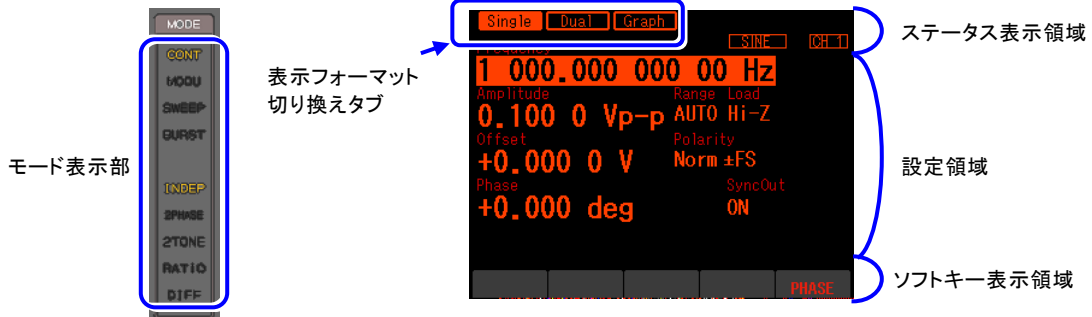 MODE
CONT
MODU
SWEEP
BURST
INDEP
2PHASE
2TONE
RATIO
DIFF
モード表示部
表示フォーマット
切り換えタブ
Single Dual Graph
SINE CH 1
Frequency
1 000.000 000 00 Hz
Amplitude Range Load
0.100 0 Vp-p AUTO Hi-Z
Offset Polarity
+0.000 0 V Norm ±FS
Phase SyncOut
+0.000 deg ON
PHASE
ステータス表示領域
設定領域
ソフトキー表示領域